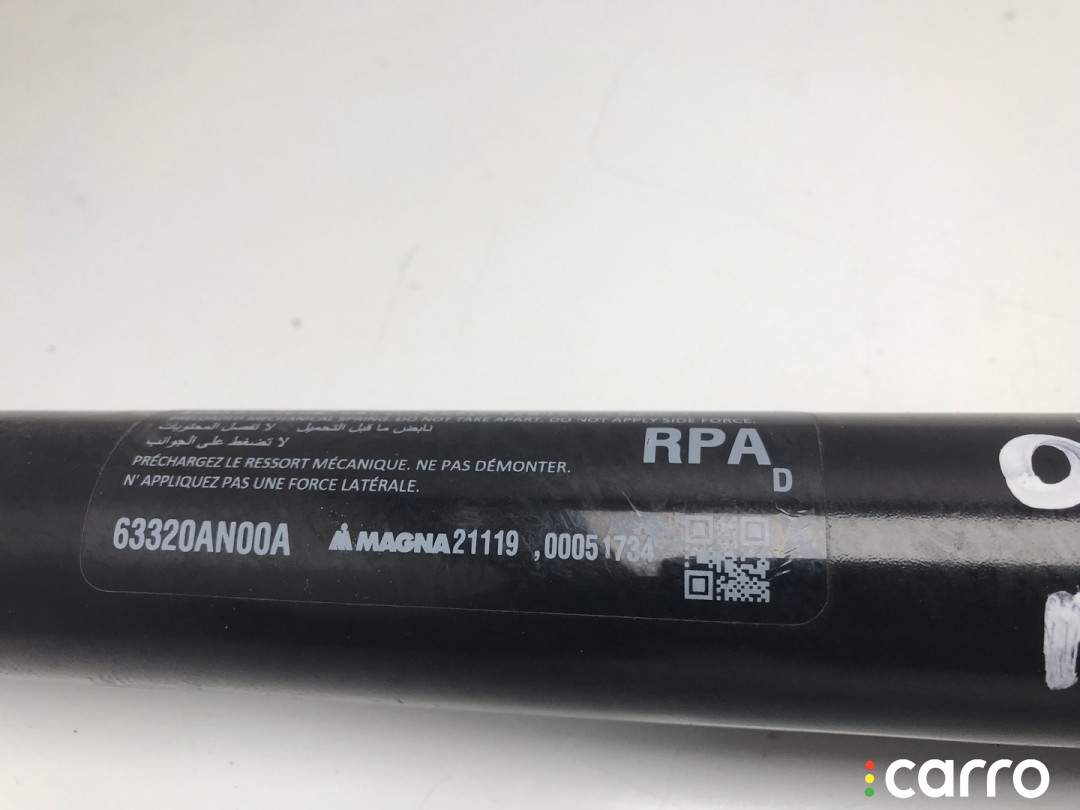 PRELOADED MECHANICAL SPRING. DO NOT TAKE APART. DO NOT APPLY SIDE FORCE.
نابض ما قبل التحميل لا تفصل المحتويات
لا تضغط على الجوانب
PRÉCHARGEZ LE RESSORT MÉCANIQUE. NE PAS DÉMONTER.
N' APPLIQUEZ PAS UNE FORCE LATÉRALE.
RPA
D
63320AN00A MAGNA 21119 ,00051734
carro